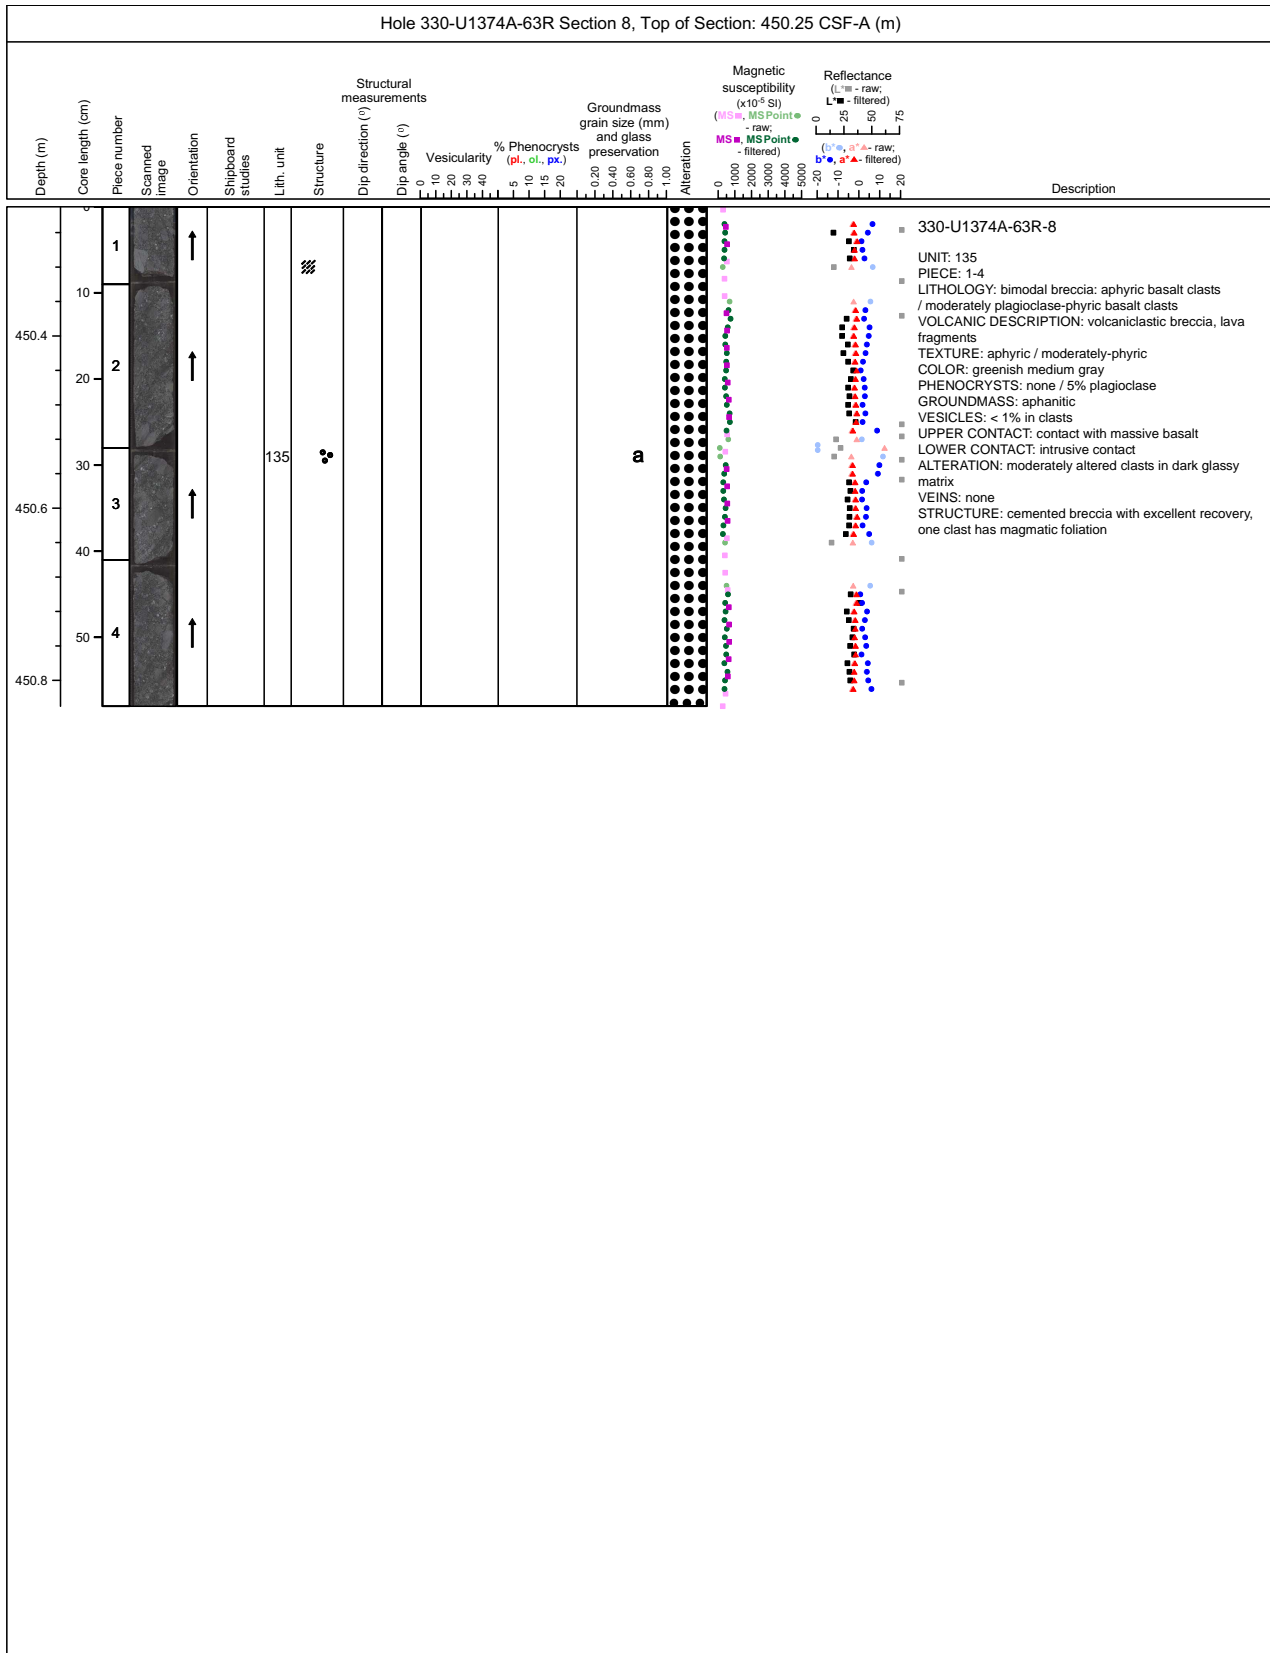 Hole 330-U1374A-63R Section 8, Top of Section: 450.25 CSF-A (m)
Depth (m)
Core length (cm)
Piece number
Scanned
image
Orientation
Shipboard
studies
Lith. unit
Structure
Structural
measurements
Dip direction (º)
Dip angle (º)
Vesicularity
0 10 20 30 40
% Phenocrysts
(pl., ol., px.)
5 10 15 20
Groundmass
grain size (mm)
and glass
preservation
0.20 0.40 0.60 0.80 1.00
Alteration
Magnetic
susceptibility
(x10⁻⁵ SI)
(MS■, MSPoint●
- raw;
MS■, MSPoint●
- filtered)
0 1000 2000 3000 4000 5000
Reflectance
(L*■ - raw;
L*■ - filtered)
0 25 50 75
(b*●, a*▲- raw;
b*●, a*▲- filtered)
-20 -10 0 10 20
Description
0
10
20
30
40
50
450.4
450.6
450.8
1
2
3
4
135
a
330-U1374A-63R-8
UNIT: 135
PIECE: 1-4
LITHOLOGY: bimodal breccia: aphyric basalt clasts
/ moderately plagioclase-phyric basalt clasts
VOLCANIC DESCRIPTION: volcaniclastic breccia, lava
fragments
TEXTURE: aphyric / moderately-phyric
COLOR: greenish medium gray
PHENOCRYSTS: none / 5% plagioclase
GROUNDMASS: aphanitic
VESICLES: < 1% in clasts
UPPER CONTACT: contact with massive basalt
LOWER CONTACT: intrusive contact
ALTERATION: moderately altered clasts in dark glassy
matrix
VEINS: none
STRUCTURE: cemented breccia with excellent recovery,
one clast has magmatic foliation